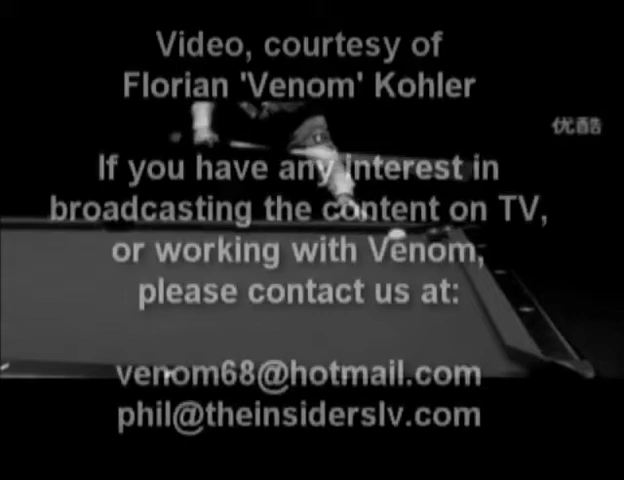 Video, courtesy of
Florian 'Venom' Kohler
优酷
If you have any interest in
broadcasting the content on TV,
or working with Venom,
please contact us at:
venom68@hotmail.com
phil@theinsiderslv.com